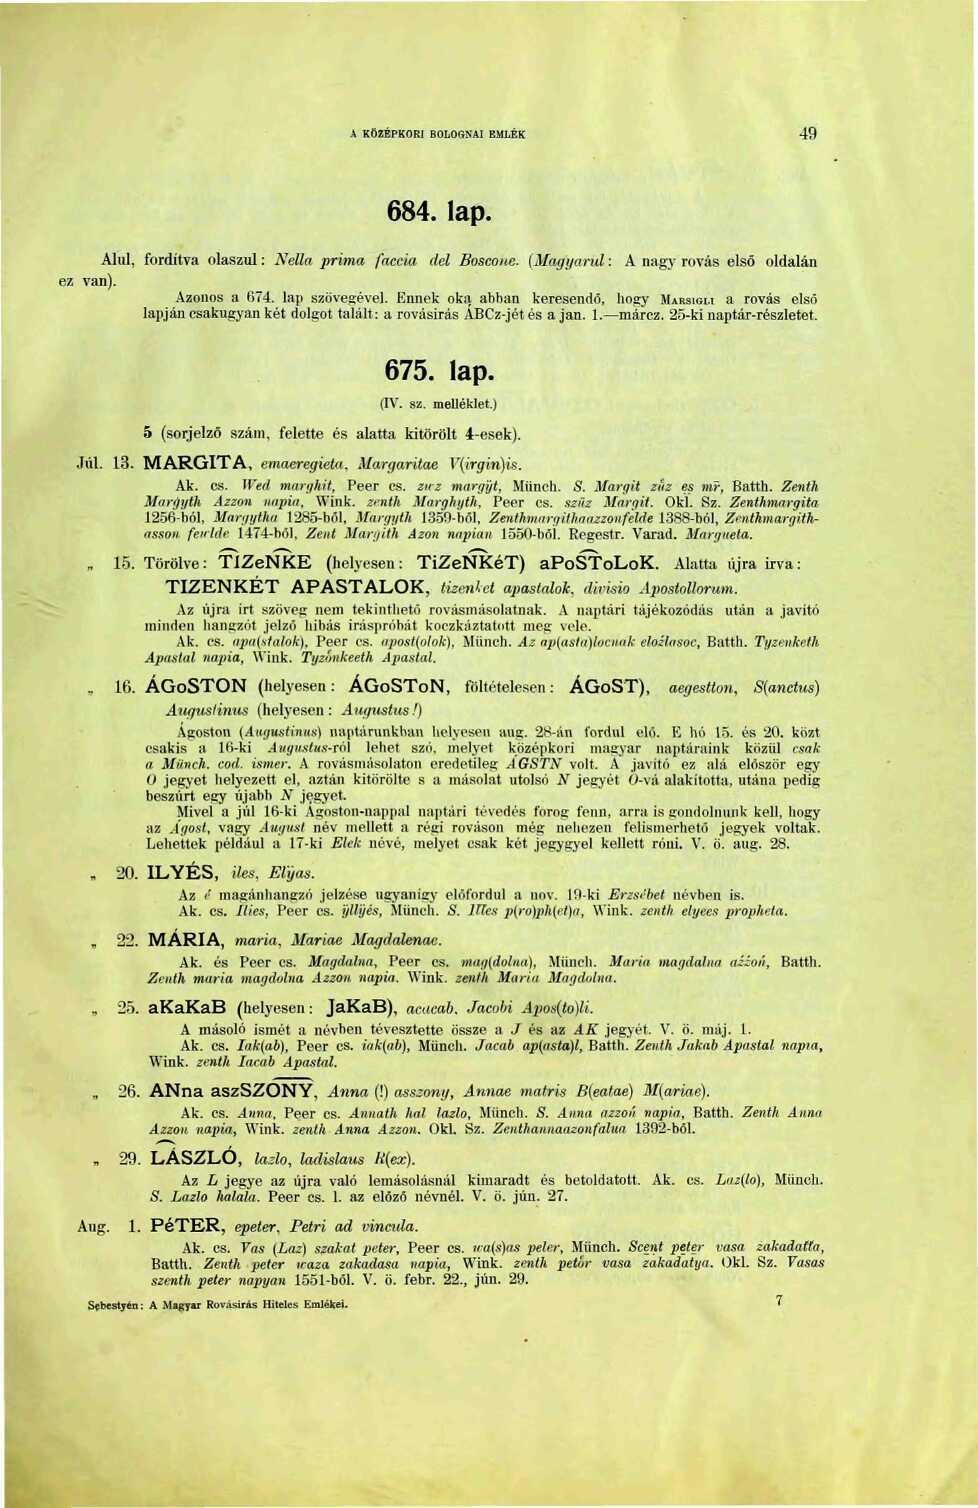 A KÖZÉPKORI BOLOGNAI EMLÉK 49
684. lap.
Alul, fordítva olaszul: Nella prima faccia del Boscone. (Magyarul: A nagy rovás első oldalán
ez van).
Azonos a 674. lap szövegével. Ennek oka abban keresendő, hogy MARSIGLI a rovás első
lapján csakugyan két dolgot talált: a rovásirás ABCz-jét és a jan. 1.—márcz. 25-ki naptár-részletet.
675. lap.
(IV. sz. melléklet.)
5 (sorjelző szám, felette és alatta kitörölt 4-esek).
Júl. 13. MARGITA, emaeregieta, Margaritae V(irgin)is.
Ak. cs. Wed marghit, Peer cs. zwz margÿt, Münch. S. Margit zűz es mr̄, Batth. Zenth
Margyth Azzon napia, Wink. zenth Marghyth, Peer cs. szüz Margit. Okl. Sz. Zenthmargita
1256-ból, Margytha 1285-ből, Margyth 1359-ből, Zenthmargithaazzonfelde 1388-ból, Zenthmargith-
asson fewlde 1474-ből, Zent Margith Azon napian 1550-ből. Regestr. Varad. Margueta.
„ 15. Törölve: TIZeNKE (helyesen: TiZeNKéT) aPoSToLoK. Alatta újra irva:
TIZENKÉT APASTALOK, tizenket apastalok, divisio Apostollorum.
Az újra írt szöveg nem tekinthető rovásmásolatnak. A naptári tájékozódás után a javító
minden hangzót jelző hibás iráspróbát koczkáztatott meg vele.
Ak. cs. apa(stalok), Peer cs. apost(olok), Münch. Az ap(asta)locnak elozlasoc, Batth. Tyzenketh
Apastal napia, Wink. Tyzönkeeth Apastal.
„ 16. ÁGoSTON (helyesen: ÁGoSToN, föltételesen: ÁGoST), aegestton, S(anctus)
Augustinus (helyesen: Augustus!)
Ágoston (Augustinus) naptárunkban helyesen aug. 28-án fordul elő. E hó 15. és 20. közt
csakis a 16-ki Augustus-ról lehet szó, melyet középkori magyar naptáraink közül csak
a Münch. cod. ismer. A rovásmásolaton eredetileg ÁGSTN volt. A javító ez alá először egy
O jegyet helyezett el, aztán kitörölte s a másolat utolsó N jegyét O-vá alakította, utána pedig
beszúrt egy újabb N jegyet.
Mivel a júl 16-ki Ágoston-nappal naptári tévedés forog fenn, arra is gondolnunk kell, hogy
az Ágost, vagy August név mellett a régi rováson még nehezen felismerhető jegyek voltak.
Lehettek például a 17-ki Elek névé, melyet csak két jegygyel kellett róni. V. ö. aug. 28.
„ 20. ILYÉS, iles, Elyas.
Az é magánhangzó jelzése ugyanigy előfordul a nov. 19-ki Erzsébet névben is.
Ak. cs. Ilies, Peer cs. ÿllÿés, Münch. S. Illes p(ro)ph(et)a, Wink. zenth elyees propheta.
„ 22. MÁRIA, maria, Mariae Magdalenae.
Ak. és Peer cs. Magdalna, Peer cs. mag(dolna), Münch. Maria magdalna azzoń, Batth.
Zenth maria magdolna Azzon napia. Wink. zenth Maria Magdolna.
„ 25. aKaKaB (helyesen: JaKaB), acacab, Jacobi Apos(to)li.
A másoló ismét a névben tévesztette össze a J és az AK jegyét. V. ö. máj. 1.
Ak. cs. Iak(ab), Peer cs. iak(ab), Münch. Jacab ap(asta)l, Batth. Zenth Jakab Apastal napia,
Wink. zenth Iacab Apastal.
„ 26. ANna aszSZONY, Anna (!) asszony, Annae matris B(eatae) M(ariae).
Ak. cs. Anna, Peer cs. Annath hal lazlo, Münch. S. Anna azzoń napia, Batth. Zenth Anna
Azzon napia, Wink. zenth Anna Azzon. Okl. Sz. Zenthannaazonfalua 1392-ből.
„ 29. LÁSZLÓ, lazlo, ladislaus R(ex).
Az L jegye az újra való lemásolásnál kimaradt és betoldatott. Ak. cs. Laz(lo), Münch.
S. Lazlo halala. Peer cs. l. az előző névnél. V. ö. jún. 27.
Aug. 1. PéTER, epeter, Petri ad vincula.
Ak. cs. Vas (Laz) szakat peter, Peer cs. wa(s)as peler, Münch. Scent peter vasa zakadatta,
Batth. Zenth peter waza zakadasa napia, Wink. zenth petör vasa zakadatya. Okl. Sz. Vasas
szenth peter napyan 1551-ből. V. ö. febr. 22., jún. 29.
Sebestyén: A Magyar Rovásirás Hiteles Emlékei. 7